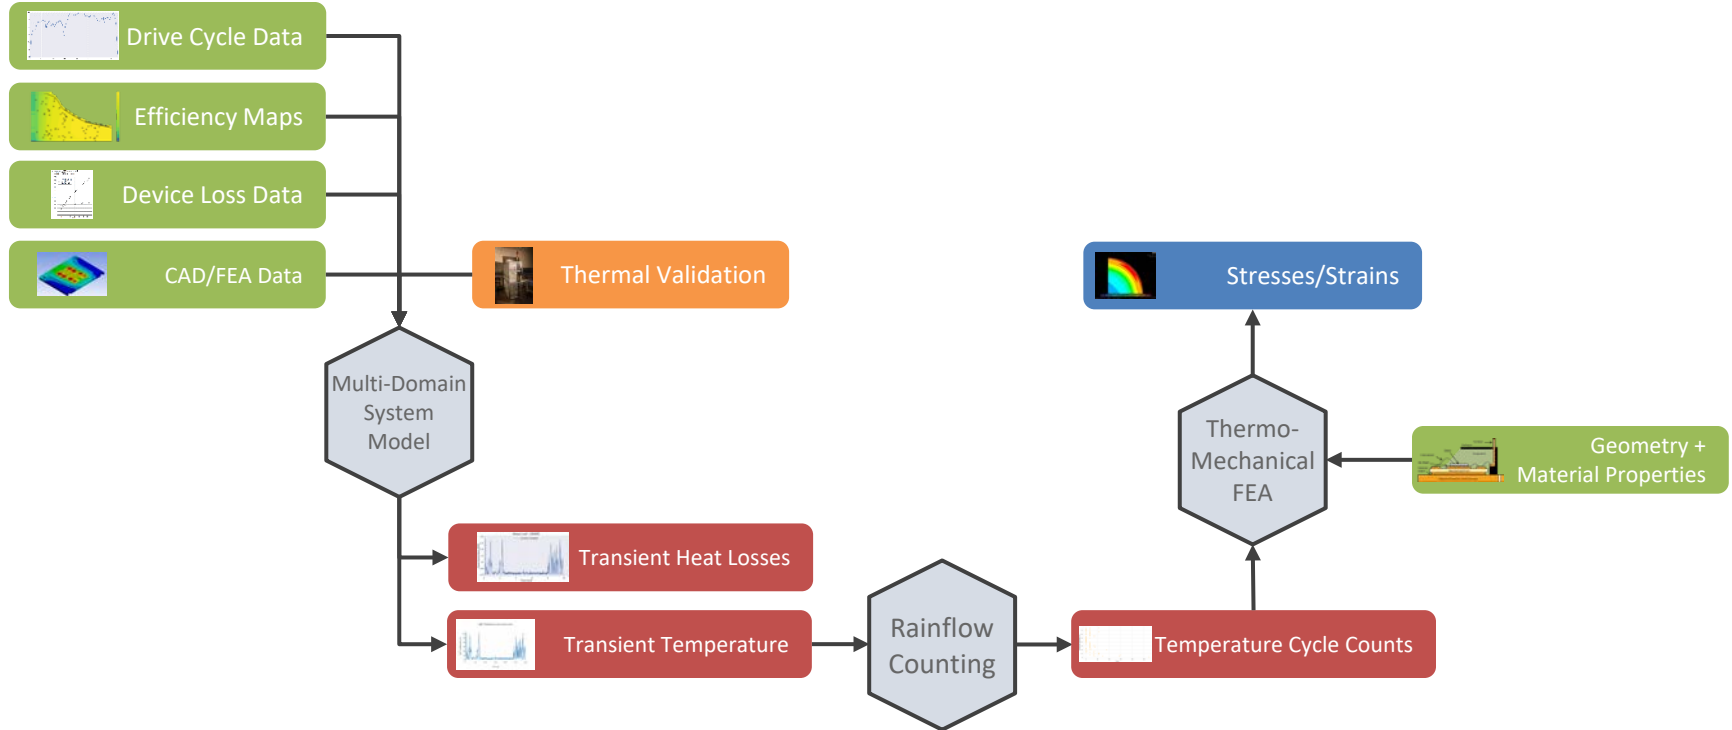 Drive Cycle Data
Efficiency Maps
Device Loss Data
CAD/FEA Data
Thermal Validation
Stresses/Strains
Multi-Domain
System
Model
Thermo-
Mechanical
FEA
Geometry +
Material Properties
Transient Heat Losses
Rainflow
Counting
Transient Temperature
Temperature Cycle Counts